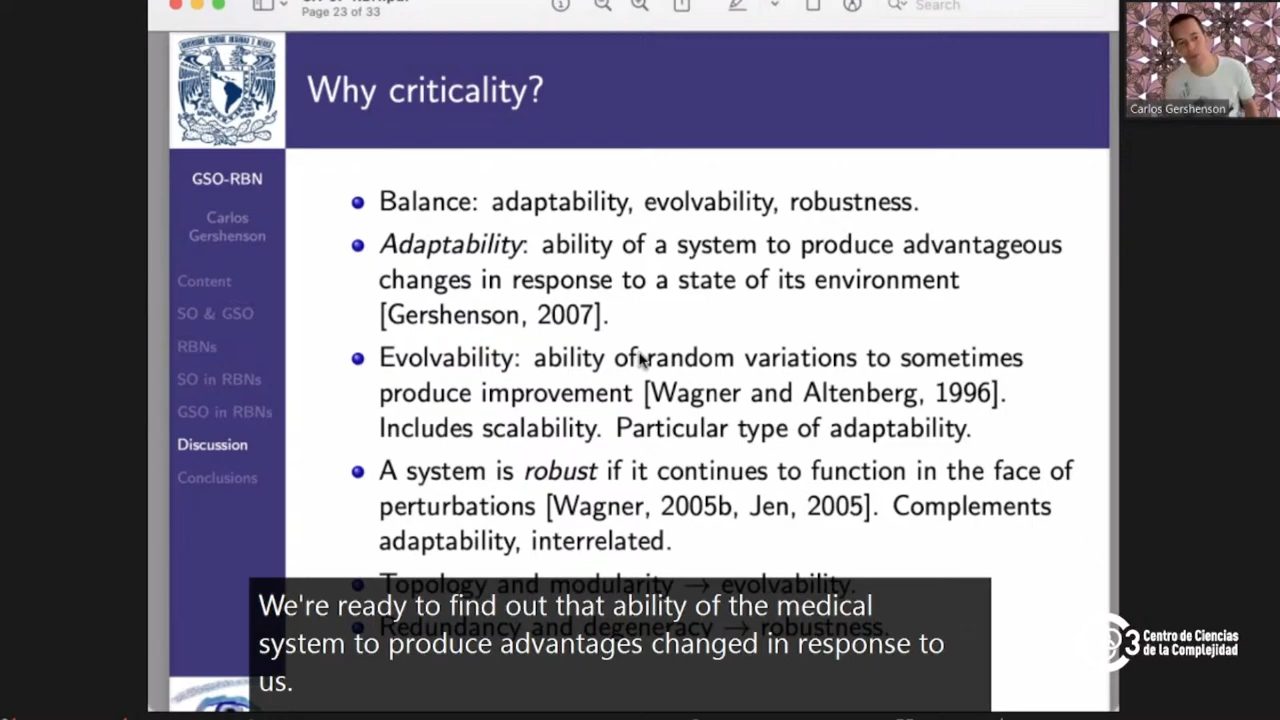 Page 23 of 33
Search
Why criticality?
Carlos Gershenson
GSO-RBN
Carlos
Gershenson
Content
SO & GSO
RBNs
SO in RBNs
GSO in RBNs
Discussion
Conclusions
Balance: adaptability, evolvability, robustness.
Adaptability: ability of a system to produce advantageous
changes in response to a state of its environment
[Gershenson, 2007].
Evolvability: ability of random variations to sometimes
produce improvement [Wagner and Altenberg, 1996].
Includes scalability. Particular type of adaptability.
A system is robust if it continues to function in the face of
perturbations [Wagner, 2005b, Jen, 2005]. Complements
adaptability, interrelated.
Topology and modularity → evolvability.
Redundancy and degeneracy → robustness.
We're ready to find out that ability of the medical
system to produce advantages changed in response to
us.
3 Centro de Ciencias
de la Complejidad